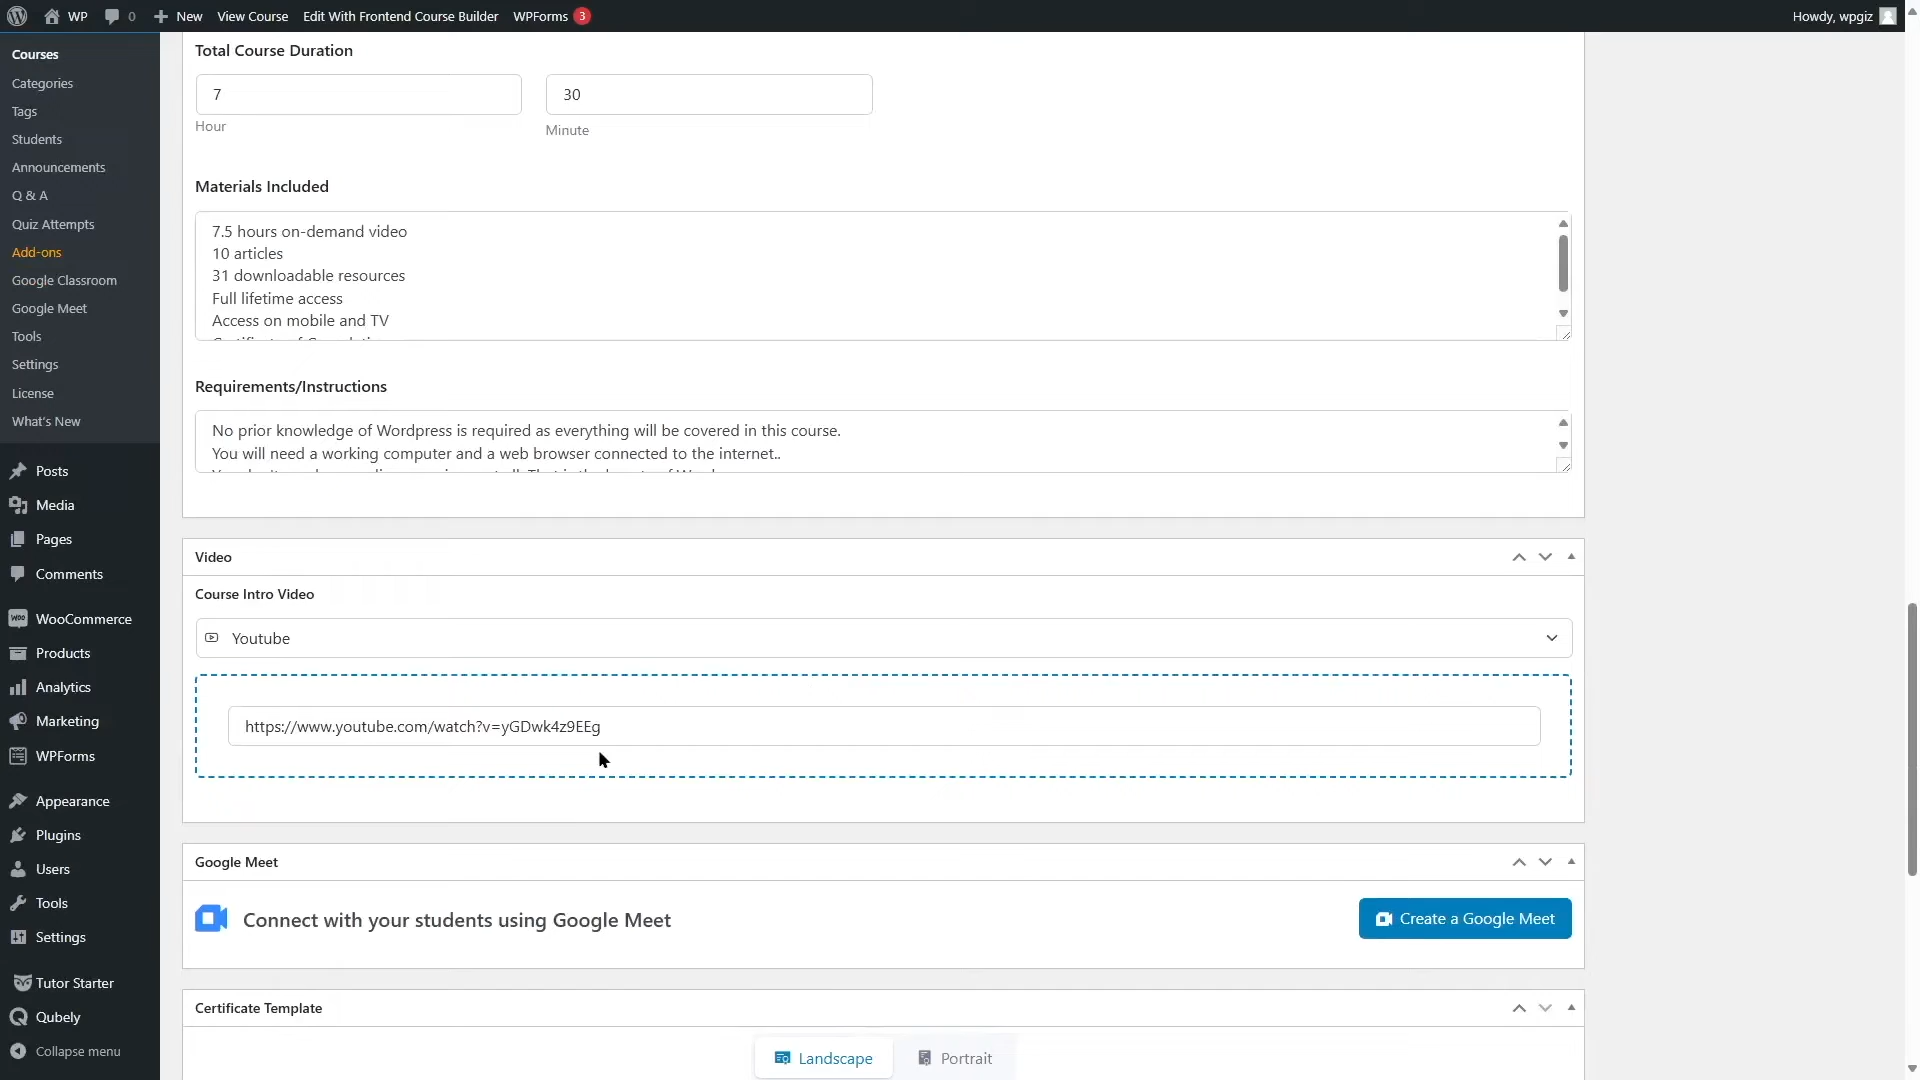 WP
0
New
View Course
Edit With Frontend Course Builder
WPForms
3
Howdy, wpgiz
Courses
Categories
Tags
Students
Announcements
Q & A
Quiz Attempts
Add-ons
Google Classroom
Google Meet
Tools
Settings
License
What's New
Posts
Media
Pages
Comments
WooCommerce
Products
Analytics
Marketing
WPForms
Appearance
Plugins
Users
Tools
Settings
Tutor Starter
Qubely
Collapse menu
Total Course Duration
7
30
Hour
Minute
Materials Included
7.5 hours on-demand video
10 articles
31 downloadable resources
Full lifetime access
Access on mobile and TV
Requirements/Instructions
No prior knowledge of Wordpress is required as everything will be covered in this course.
You will need a working computer and a web browser connected to the internet..
Video
Course Intro Video
Youtube
https://www.youtube.com/watch?v=yGDwk4z9EEg
Google Meet
Connect with your students using Google Meet
Create a Google Meet
Certificate Template
Landscape
Portrait